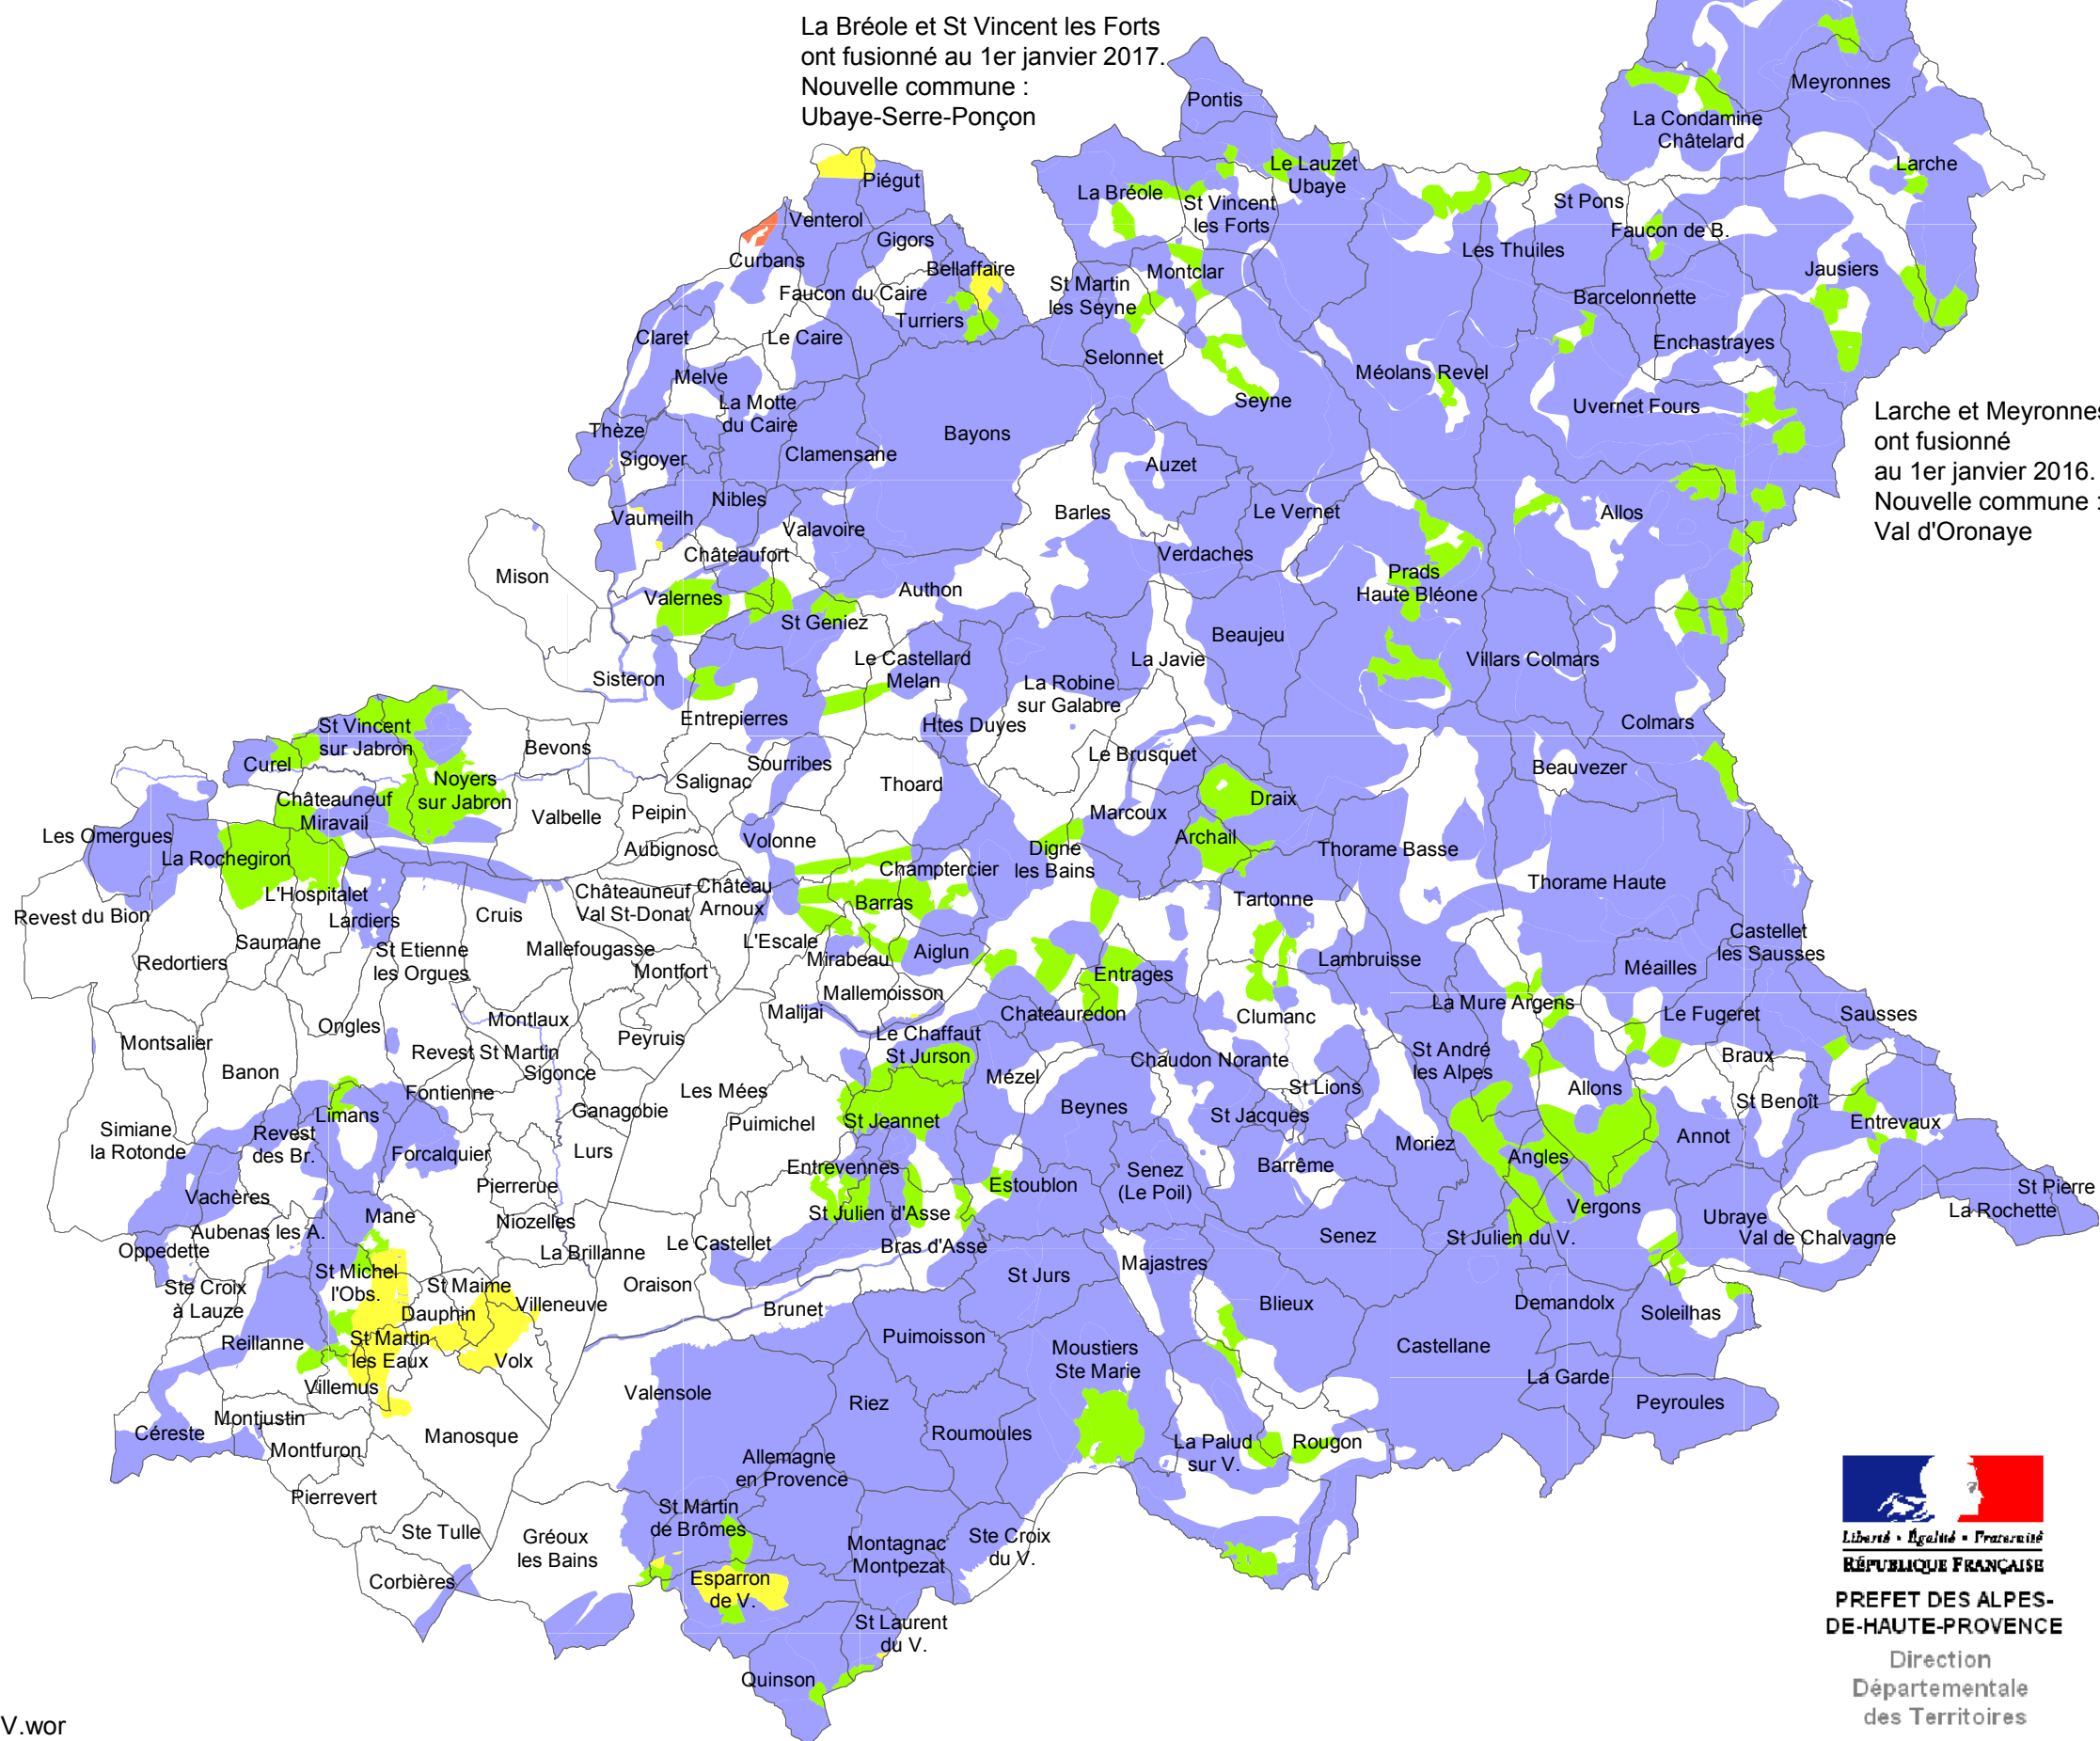 La Bréole et St Vincent les Forts
ont fusionné au 1er janvier 2017.
Nouvelle commune :
Ubaye-Serre-Ponçon
Pontis
Meyronnes
La Condamine
Châtelard
Larche
Le Lauzet
Ubaye
La Bréole
St Vincent
les Forts
St Pons
Faucon de B.
Les Thuiles
Jausiers
Piégut
Venterol
Gigors
Curbans
Bellaffaire
Faucon du Caire
Turriers
Montclar
St Martin
les Seyne
Barcelonnette
Enchastrayes
Claret
Le Caire
Selonnet
Melve
Méolans Revel
La Motte
du Caire
Seyne
Uvernet Fours
Larche et Meyronnes
ont fusionné
au 1er janvier 2016.
Nouvelle commune :
Val d'Oronaye
Thèze
Sigoyer
Clamensane
Bayons
Auzet
Nibles
Vaumeilh
Valavoire
Barles
Le Vernet
Allos
Châteaufort
Verdaches
Mison
Valernes
Authon
Prads
Haute Bléone
St Geniez
Beaujeu
Sisteron
Le Castellard
Melan
La Javie
Villars Colmars
La Robine
sur Galabre
Entrepierres
Htes Duyes
Colmars
St Vincent
sur Jabron
Bevons
Curel
Noyers
sur Jabron
Salignac
Sourribes
Thoard
Le Brusquet
Beauvezer
Châteauneuf
Miravail
Valbelle
Peipin
Draix
Marcoux
Les Omergues
La Rochegiron
Aubignosc
Volonne
Archail
Digne
les Bains
Thorame Basse
Champtercier
Thorame Haute
L'Hospitalet
Lardiers
Châteauneuf
Val St-Donat
Château
Arnoux
Barras
Tartonne
Revest du Bion
Cruis
Saumane
St Etienne
les Orgues
Mallefougasse
L'Escale
Mirabeau
Aiglun
Castellet
les Sausses
Redortiers
Montfort
Entrages
Lambruisse
Méailles
Mallemoisson
Malijai
Chateauredon
Clumanc
La Mure Argens
Le Fugeret
Sausses
Ongles
Montlaux
Montsalier
Peyruis
Le Chaffaut
St Jurson
Revest St Martin
Sigonce
Banon
Chaudon Norante
St André
les Alpes
Braux
Mézel
Fontienne
Les Mées
St Lions
Allons
St Benoît
Limans
Ganagobie
Puimichel
St Jeannet
Beynes
St Jacques
Entrevaux
Simiane
la Rotonde
Revest
des Br.
Forcalquier
Lurs
Moriez
Annot
Angles
Entrevennes
Senez
(Le Poil)
Barrême
Vachères
Pierrerue
Estoublon
St Pierre
La Rochette
Vergons
Mane
Niozelles
St Julien d'Asse
Ubraye
Aubenas les A.
Oppedette
La Brillanne
Le Castellet
Bras d'Asse
Senez
St Julien du V.
Val de Chalvagne
St Michel
l'Obs.
St Maime
Oraison
St Jurs
Majastres
Ste Croix
à Lauze
Dauphin
Villeneuve
Brunet
Blieux
Demandolx
Soleilhas
Reillanne
St Martin
les Eaux
Volx
Puimoisson
Moustiers
Ste Marie
Castellane
Villemus
Valensole
Riez
La Garde
Peyroules
Céreste
Montjustin
Montfuron
Manosque
Roumoules
La Palud
sur V.
Rougon
Allemagne
en Provence
Pierrevert
St Martin
de Brômes
Ste Tulle
Gréoux
les Bains
Montagnac
Montpezat
Ste Croix
du V.
Corbières
Esparron
de V.
St Laurent
du V.
Quinson
Liberté • Égalité • Fraternité
RÉPUBLIQUE FRANÇAISE
PREFET DES ALPES-
DE-HAUTE-PROVENCE
Direction
Départementale
des Territoires
V.wor